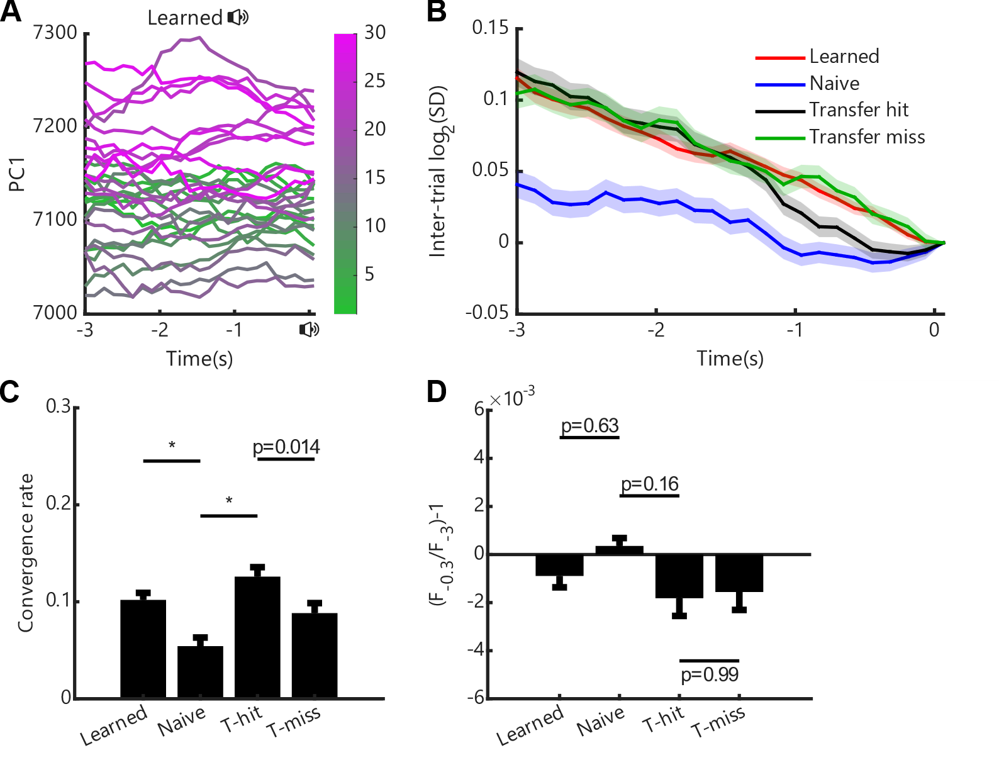 A
Learned
PC1
7300
7200
7100
7000
-3
-2
-1
Time(s)
30
25
20
15
10
5
B
Inter-trial log2(SD)
0.15
0.1
0.05
0
-0.05
-3
-2
-1
0
Time(s)
Learned
Naive
Transfer hit
Transfer miss
C
Convergence rate
0.3
0.2
0.1
0
*
*
p=0.014
Learned
Naive
T-hit
T-miss
D
(F-0.3/F-3)-1
×10-3
6
4
2
0
-2
-4
-6
p=0.63
p=0.16
p=0.99
Learned
Naive
T-hit
T-miss